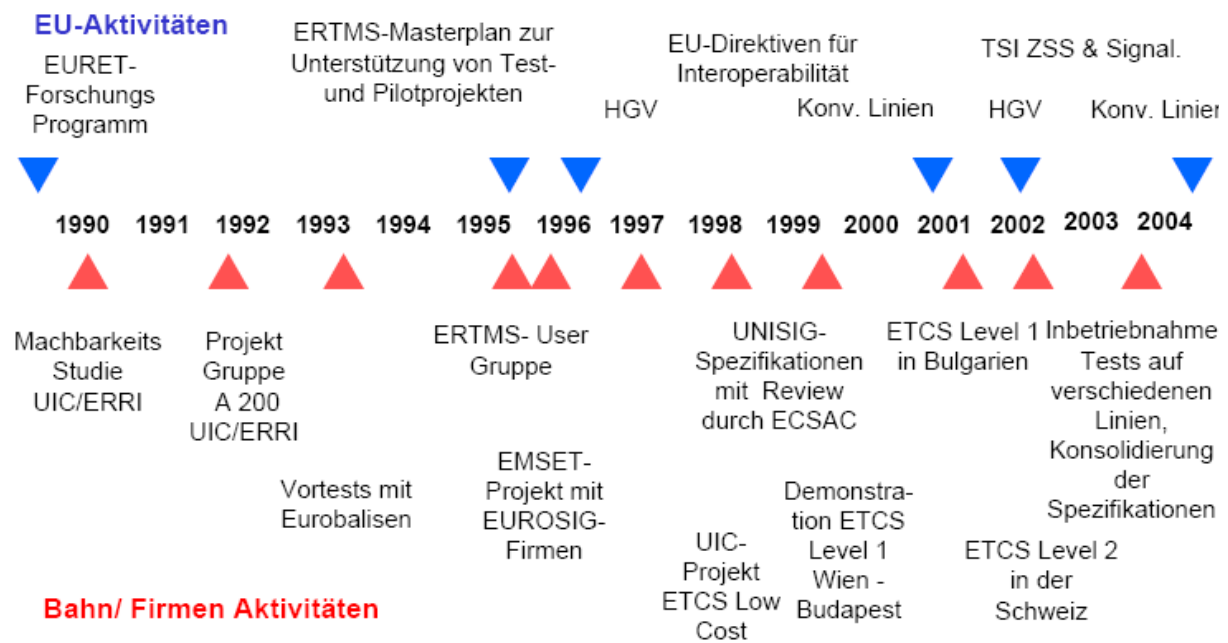 EU-Aktivitäten
EURET-
Forschungs
Programm
ERTMS-Masterplan zur
Unterstützung von Test-
und Pilotprojekten
EU-Direktiven für
Interoperabilität
HGV
Konv. Linien
TSI ZSS & Signal.
HGV
Konv. Linien
1990 1991 1992 1993 1994 1995 1996 1997 1998 1999 2000 2001 2002 2003 2004
Machbarkeits
Studie
UIC/ERRI
Projekt
Gruppe
A 200
UIC/ERRI
Vortests mit
Eurobalisen
ERTMS- User
Gruppe
EMSET-
Projekt mit
EUROSIG-
Firmen
UNISIG-
Spezifikationen
mit Review
durch ECSAC
UIC-
Projekt
ETCS Low
Cost
Demonstra-
tion ETCS
Level 1
Wien -
Budapest
ETCS Level 1
in Bulgarien
ETCS Level 2
in der
Schweiz
Inbetriebnahme
Tests auf
verschiedenen
Linien,
Konsolidierung
der
Spezifikationen
Bahn/ Firmen Aktivitäten